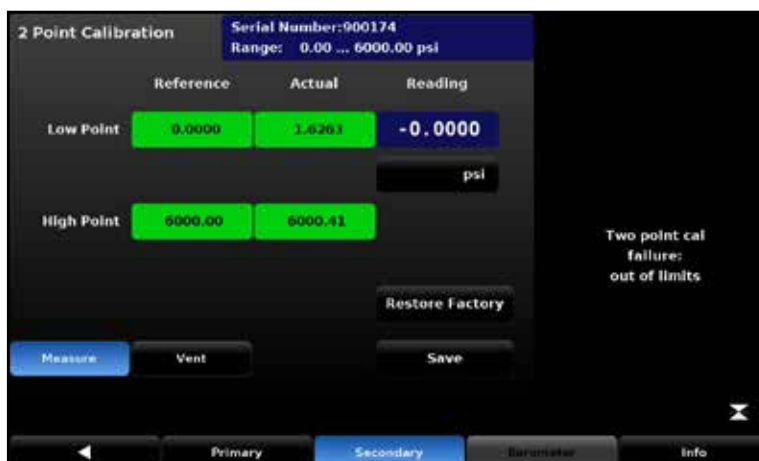 2 Point Calibration
Serial Number:900174
Range: 0.00 ... 6000.00 psi
Reference Actual Reading
Low Point 0.0000 1.6263 -0.0000
psi
High Point 6000.00 6000.41
Two point cal
failure:
out of limits
Restore Factory
Measure Vent Save
Primary Secondary Barometer Info